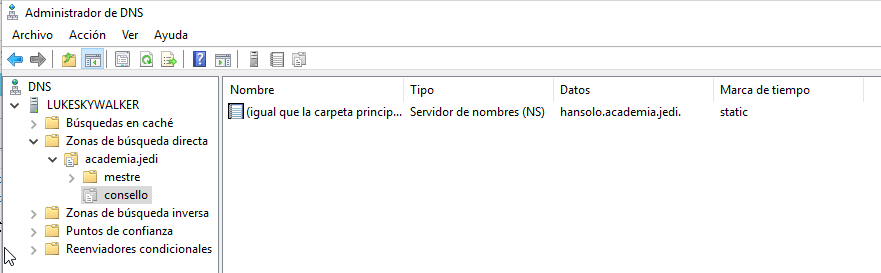 Administrador de DNS
Archivo Acción Ver Ayuda
DNS
LUKESKYWALKER
Búsquedas en caché
Zonas de búsqueda directa
academia.jedi
mestre
consello
Zonas de búsqueda inversa
Puntos de confianza
Reenviadores condicionales
Nombre Tipo Datos Marca de tiempo
(igual que la carpeta princip... Servidor de nombres (NS) hansolo.academia.jedi. static